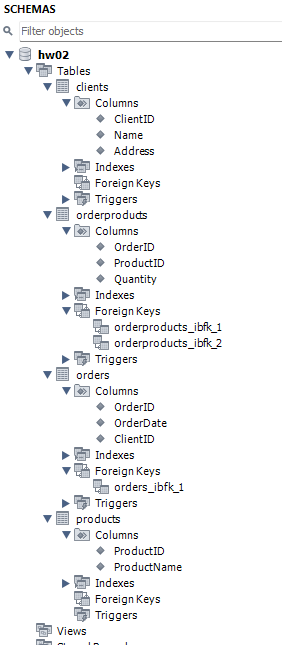 SCHEMAS
Filter objects
hw02
Tables
clients
Columns
ClientID
Name
Address
Indexes
Foreign Keys
Triggers
orderproducts
Columns
OrderID
ProductID
Quantity
Indexes
Foreign Keys
orderproducts_ibfk_1
orderproducts_ibfk_2
Triggers
orders
Columns
OrderID
OrderDate
ClientID
Indexes
Foreign Keys
orders_ibfk_1
Triggers
products
Columns
ProductID
ProductName
Indexes
Foreign Keys
Triggers
Views